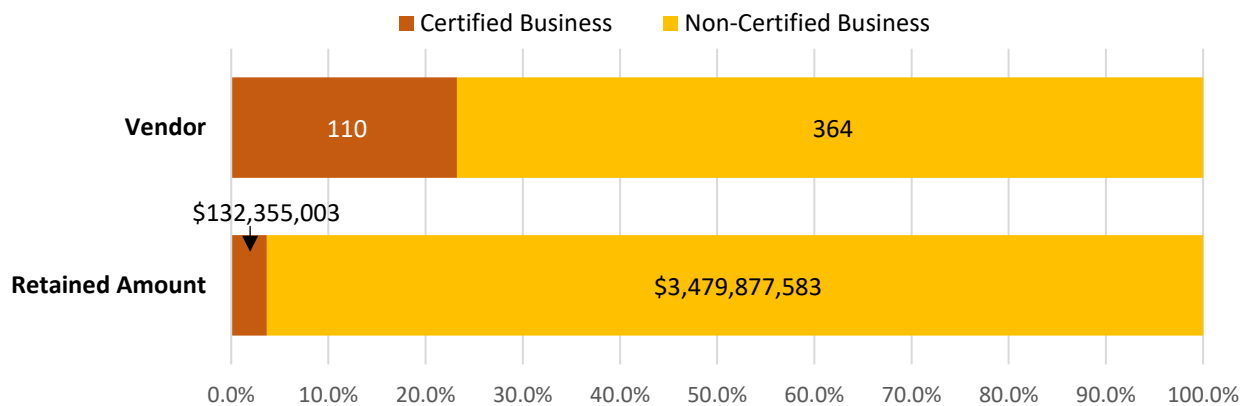 Certified Business Non-Certified Business
Vendor 110 364
$132,355,003
Retained Amount $3,479,877,583
0.0% 10.0% 20.0% 30.0% 40.0% 50.0% 60.0% 70.0% 80.0% 90.0% 100.0%